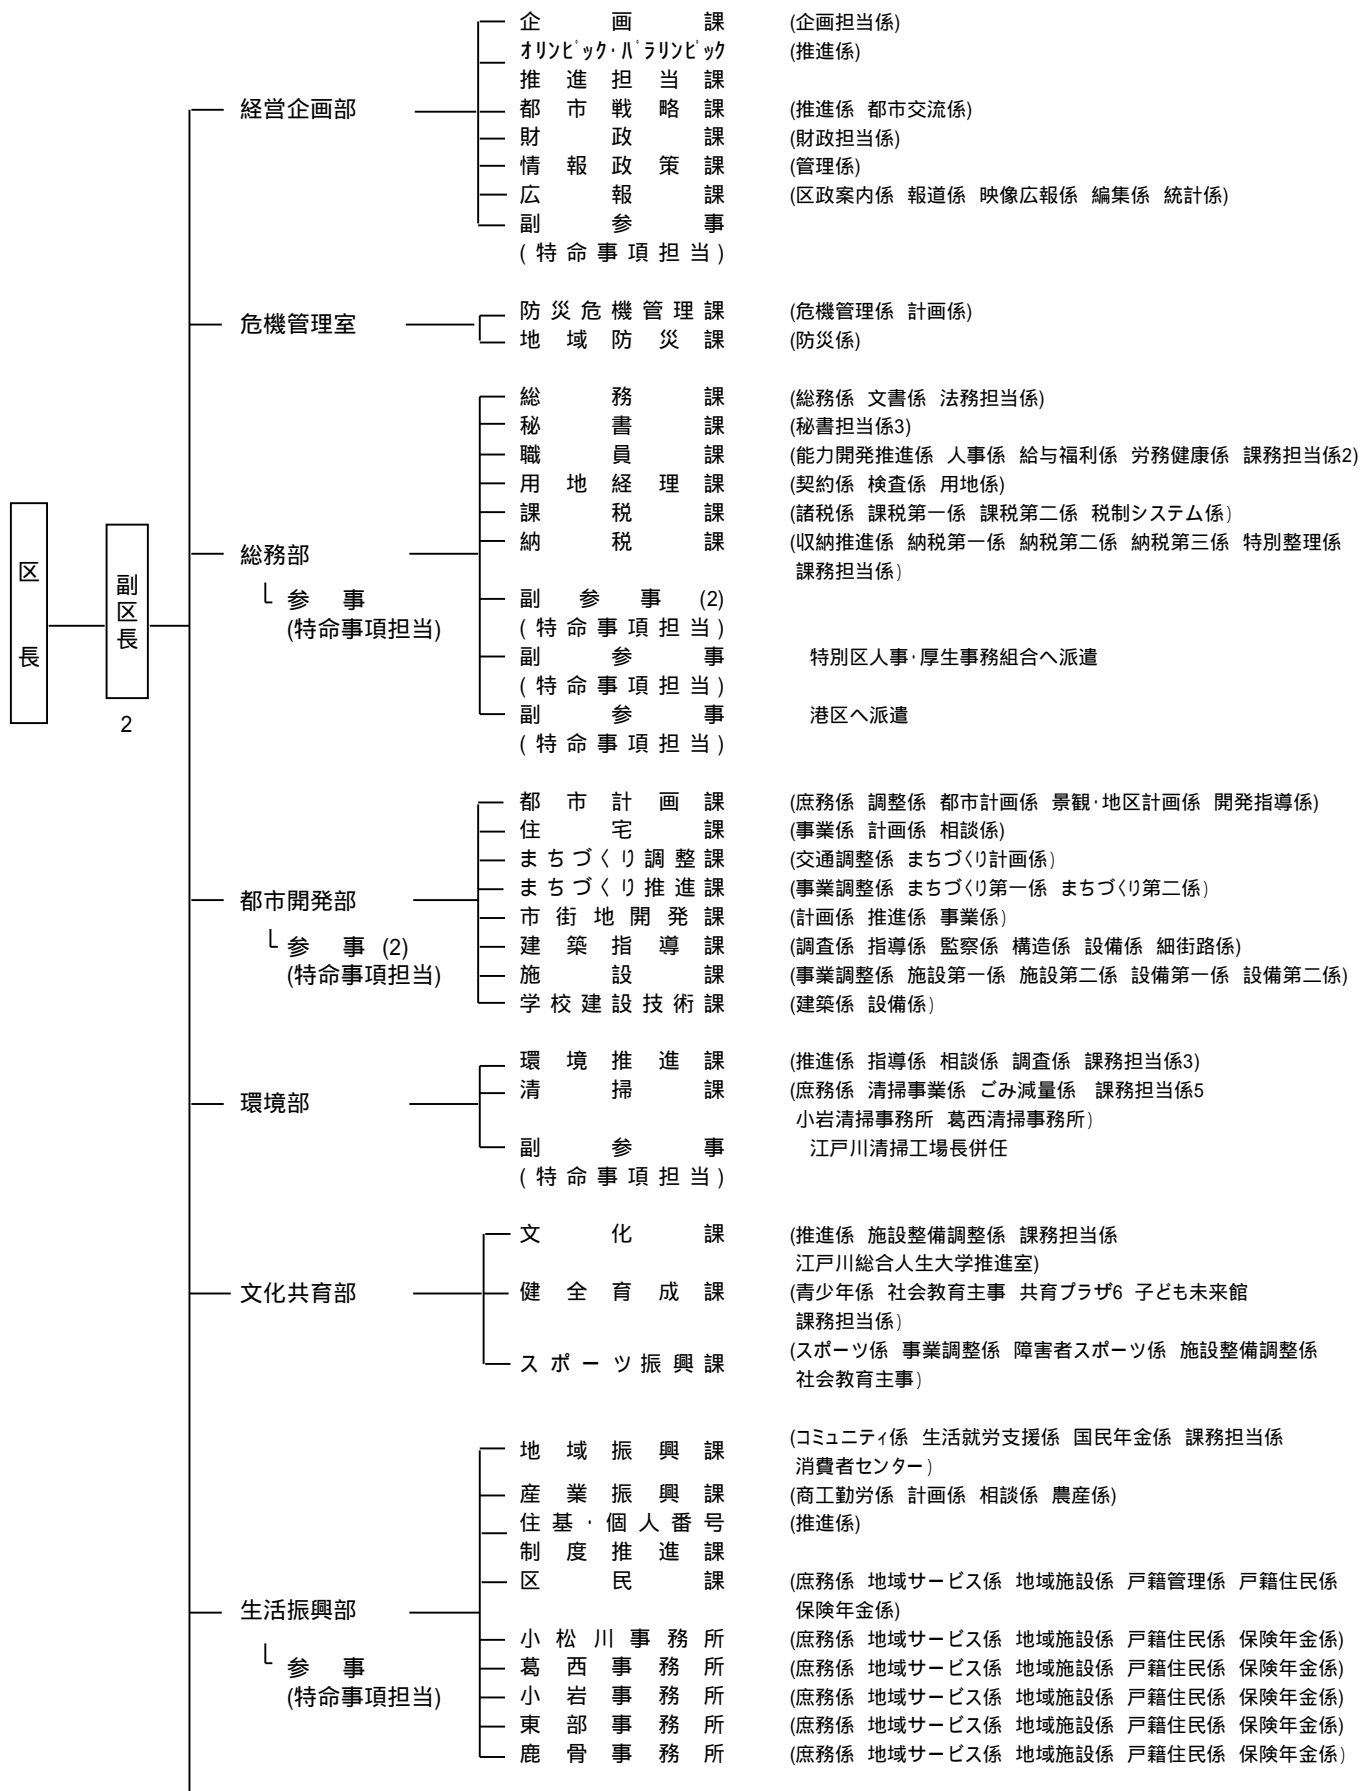 区長
副区長
2
経営企画部
企画課 (企画担当係)
オリンピック・パラリンピック (推進係)
推進担当課
都市戦略課 (推進係 都市交流係)
財政課 (財政担当係)
情報政策課 (管理係)
広報課 (区政案内係 報道係 映像広報係 編集係 統計係)
副参事
(特命事項担当)
危機管理室
防災危機管理課 (危機管理係 計画係)
地域防災課 (防災係)
総務部
参事
(特命事項担当)
総務課 (総務係 文書係 法務担当係)
秘書課 (秘書担当係3)
職員課 (能力開発推進係 人事係 給与福利係 労務健康係 課務担当係2)
用地経理課 (契約係 検査係 用地係)
課税課 (諸税係 課税第一係 課税第二係 税制システム係)
納税課 (収納推進係 納税第一係 納税第二係 納税第三係 特別整理係
課務担当係)
副参事(2)
(特命事項担当)
副参事 特別区人事・厚生事務組合へ派遣
(特命事項担当)
副参事 港区へ派遣
(特命事項担当)
都市開発部
参事(2)
(特命事項担当)
都市計画課 (庶務係 調整係 都市計画係 景観・地区計画係 開発指導係)
住宅課 (事業係 計画係 相談係)
まちづくり調整課 (交通調整係 まちづくり計画係)
まちづくり推進課 (事業調整係 まちづくり第一係 まちづくり第二係)
市街地開発課 (計画係 推進係 事業係)
建築指導課 (調査係 指導係 監察係 構造係 設備係 細街路係)
施設課 (事業調整係 施設第一係 施設第二係 設備第一係 設備第二係)
学校建設技術課 (建築係 設備係)
環境部
環境推進課 (推進係 指導係 相談係 調査係 課務担当係3)
清掃課 (庶務係 清掃事業係 ごみ減量係 課務担当係5
小岩清掃事務所 葛西清掃事務所)
副参事 江戸川清掃工場長併任
(特命事項担当)
文化共育部
文化課 (推進係 施設整備調整係 課務担当係
江戸川総合人生大学推進室)
健全育成課 (青少年係 社会教育主事 共育プラザ6 子ども未来館
課務担当係)
スポーツ振興課 (スポーツ係 事業調整係 障害者スポーツ係 施設整備調整係
社会教育主事)
生活振興部
参事
(特命事項担当)
地域振興課 (コミュニティ係 生活就労支援係 国民年金係 課務担当係
消費者センター)
産業振興課 (商工勤労係 計画係 相談係 農産係)
住基・個人番号 (推進係)
制度推進課
区民課 (庶務係 地域サービス係 地域施設係 戸籍管理係 戸籍住民係
保険年金係)
小松川事務所 (庶務係 地域サービス係 地域施設係 戸籍住民係 保険年金係)
葛西事務所 (庶務係 地域サービス係 地域施設係 戸籍住民係 保険年金係)
小岩事務所 (庶務係 地域サービス係 地域施設係 戸籍住民係 保険年金係)
東部事務所 (庶務係 地域サービス係 地域施設係 戸籍住民係 保険年金係)
鹿骨事務所 (庶務係 地域サービス係 地域施設係 戸籍住民係 保険年金係)